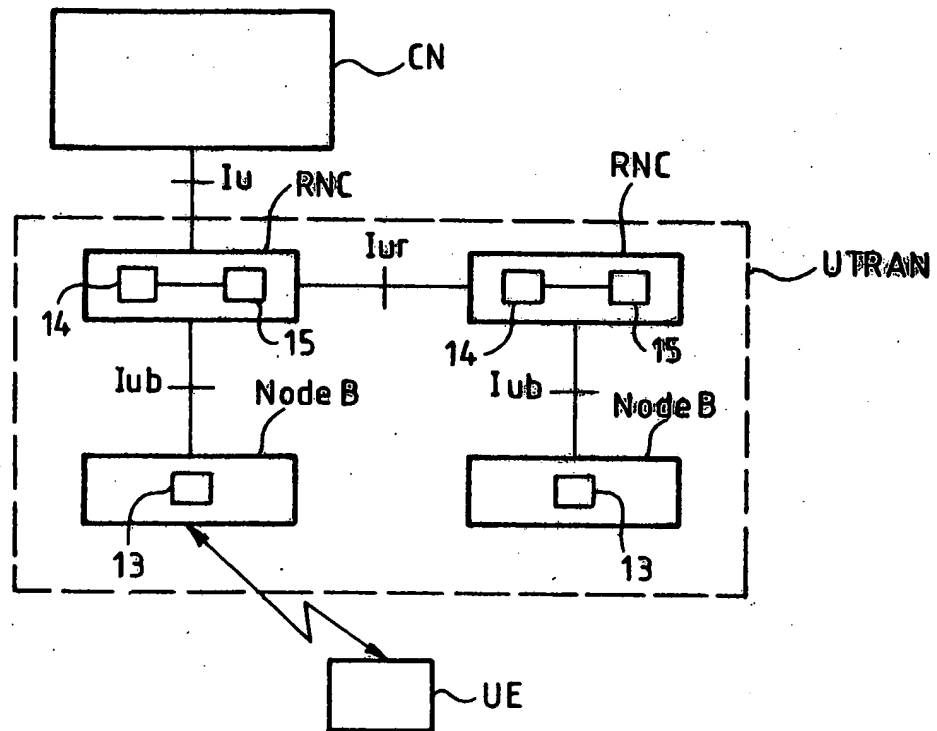 CN
Iu
RNC
RNC
Iur
UTRAN
14
15
14
15
Iub
Node B
Iub
Node B
13
13
UE